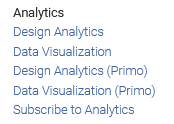 Analytics
Design Analytics
Data Visualization
Design Analytics (Primo)
Data Visualization (Primo)
Subscribe to Analytics